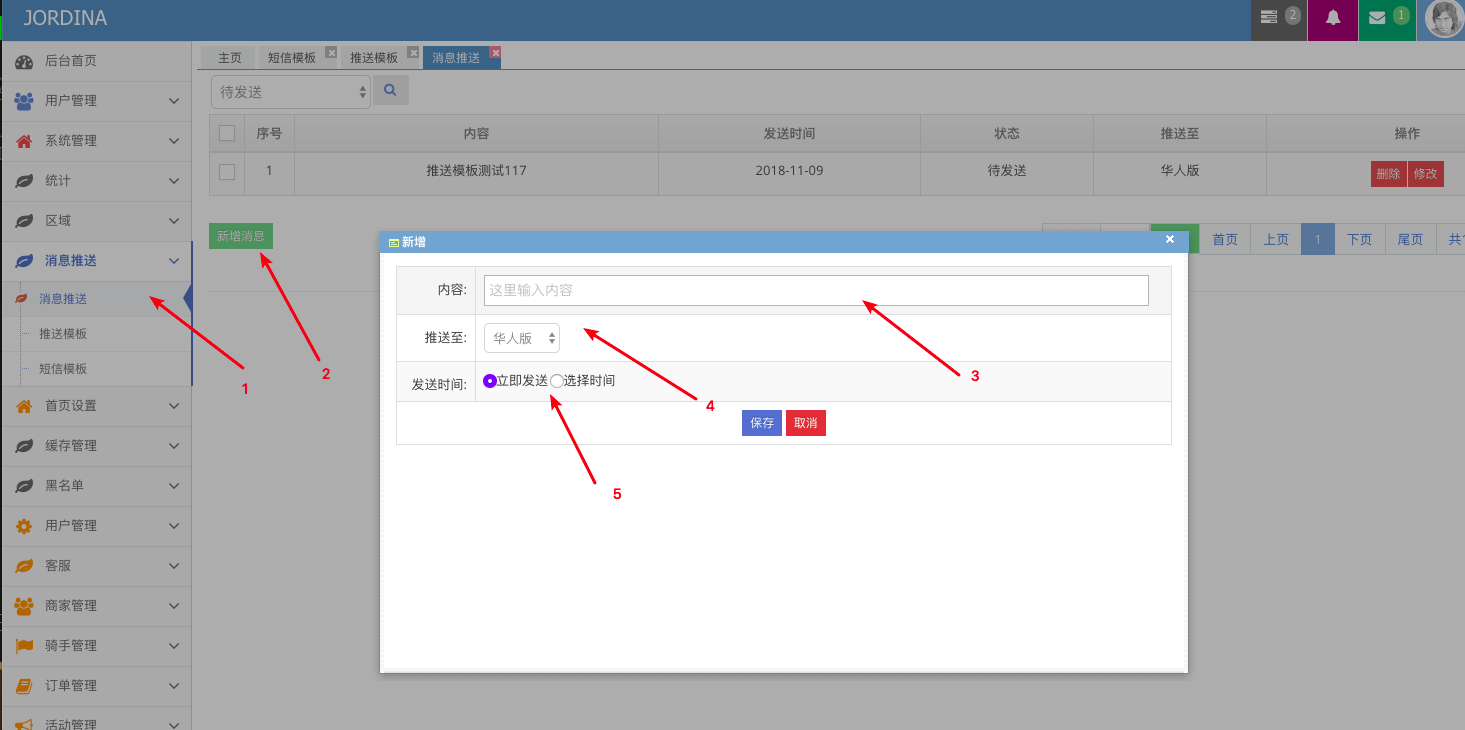 JORDINA
2
1
后台首页
用户管理
系统管理
统计
区域
消息推送
消息推送
推送模板
短信模板
首页设置
缓存管理
黑名单
用户管理
客服
商家管理
骑手管理
订单管理
活动管理
主页 短信模板 推送模板 消息推送
待发送
序号 内容 发送时间 状态 推送至 操作
1 推送模板测试117 2018-11-09 待发送 华人版 删除 修改
新增消息
首页 上页 1 下页 尾页
新增
内容: 这里输入内容
推送至: 华人版
发送时间: 立即发送 选择时间
保存 取消
1
2
3
4
5